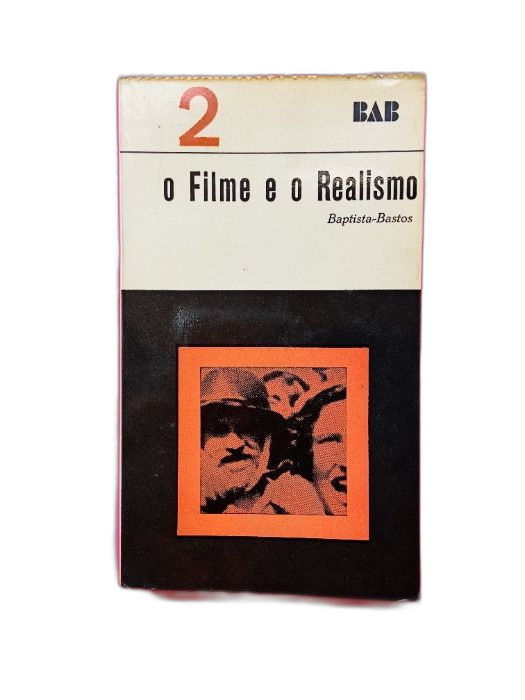 2
BAB
o Filme e o Realismo
Baptista-Bastos